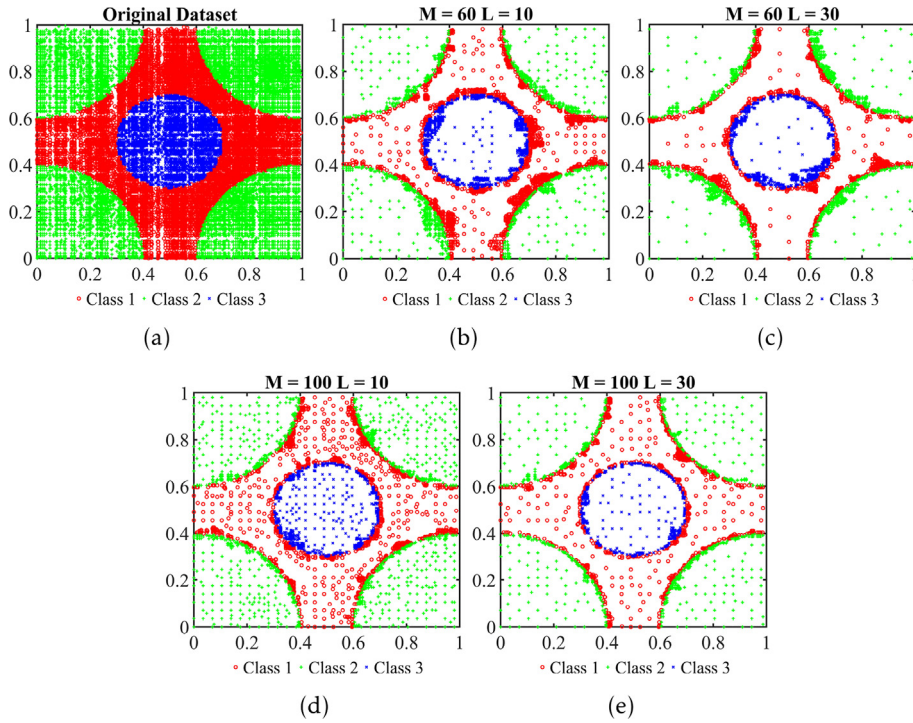 Original Dataset
1
0.8
0.6
0.4
0.2
0
0 0.2 0.4 0.6 0.8 1
Class 1 Class 2 Class 3
(a)
M = 60 L = 10
1
0.8
0.6
0.4
0.2
0
0 0.2 0.4 0.6 0.8 1
Class 1 Class 2 Class 3
(b)
M = 60 L = 30
1
0.8
0.6
0.4
0.2
0
0 0.2 0.4 0.6 0.8 1
Class 1 Class 2 Class 3
(c)
M = 100 L = 10
1
0.8
0.6
0.4
0.2
0
0 0.2 0.4 0.6 0.8 1
Class 1 Class 2 Class 3
(d)
M = 100 L = 30
1
0.8
0.6
0.4
0.2
0
0 0.2 0.4 0.6 0.8 1
Class 1 Class 2 Class 3
(e)